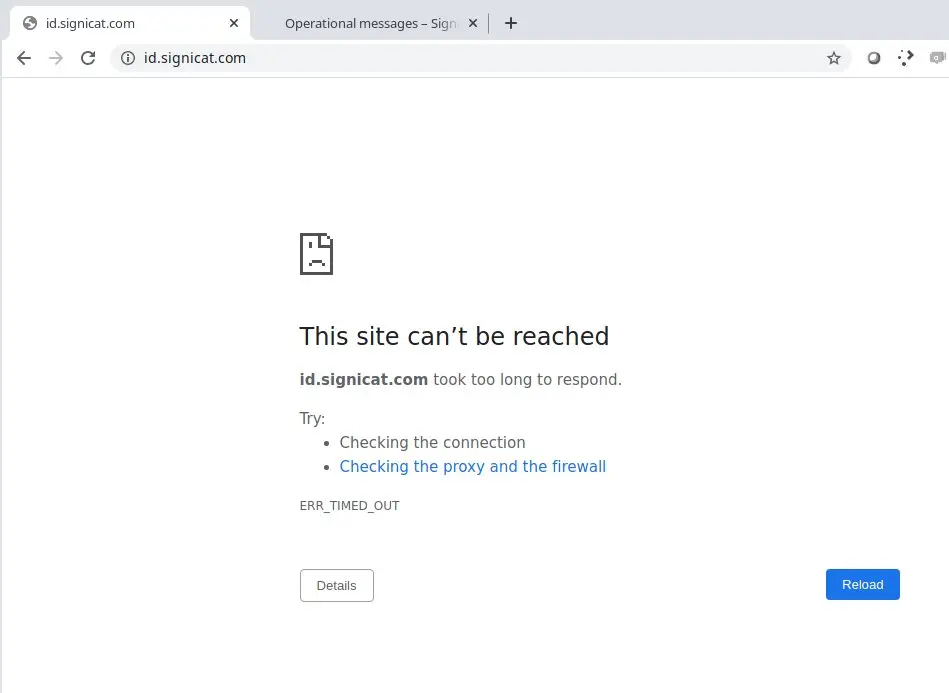 id.signicat.com
Operational messages – Sign
id.signicat.com
This site can’t be reached
id.signicat.com took too long to respond.
Try:
Checking the connection
Checking the proxy and the firewall
ERR_TIMED_OUT
Details
Reload